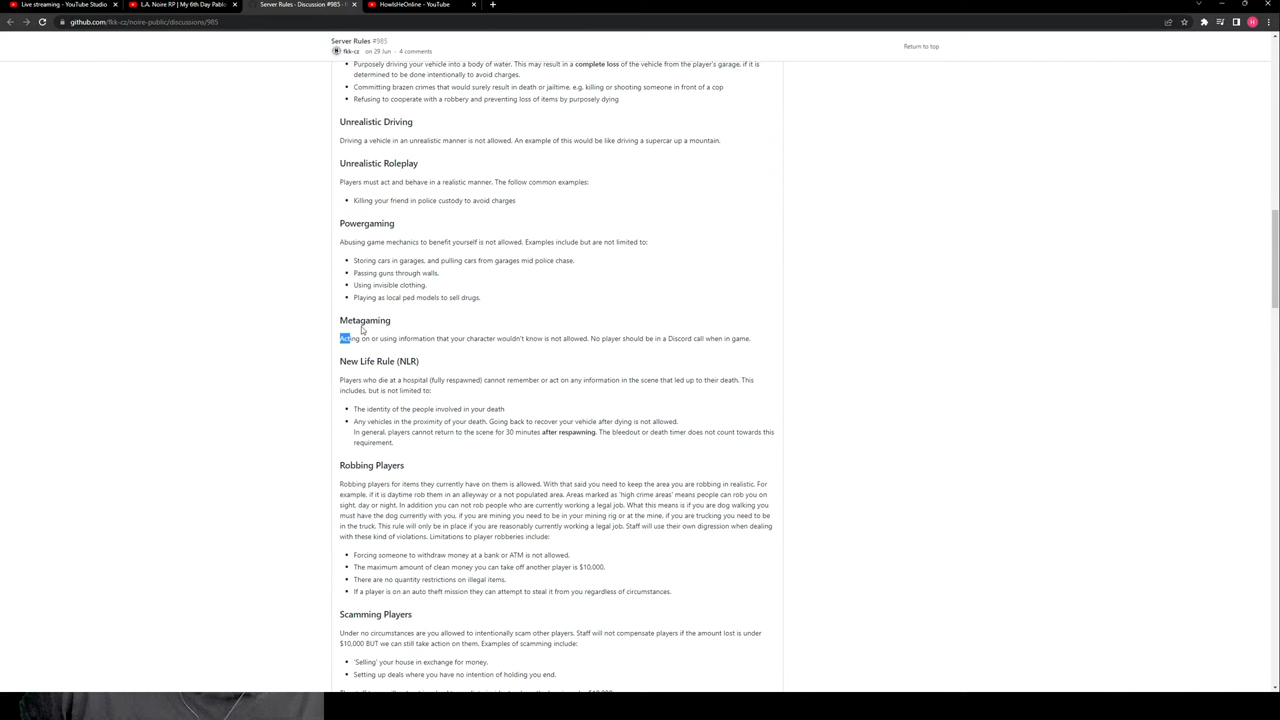 Live streaming - YouTube Studio
L.A. Noire RP | My 6th Day Pablo
Server Rules · Discussion #985 ·
HowIsHeOnline - YouTube
github.com/fkk-cz/noire-public/discussions/985
Server Rules #985
fkk-cz on 29 Jun · 4 comments
Return to top
Purposely driving your vehicle into a body of water. This may result in a complete loss of the vehicle from the player's garage, if it is
determined to be done intentionally to avoid charges.
Committing brazen crimes that would surely result in death or jailtime, e.g. killing or shooting someone in front of a cop
Refusing to cooperate with a robbery and preventing loss of items by purposely dying
Unrealistic Driving
Driving a vehicle in an unrealistic manner is not allowed. An example of this would be like driving a supercar up a mountain.
Unrealistic Roleplay
Players must act and behave in a realistic manner. The follow common examples:
Killing your friend in police custody to avoid charges
Powergaming
Abusing game mechanics to benefit yourself is not allowed. Examples include but are not limited to:
Storing cars in garages, and pulling cars from garages mid police chase.
Passing guns through walls.
Using invisible clothing.
Playing as local ped models to sell drugs.
Metagaming
Acting on or using information that your character wouldn't know is not allowed. No player should be in a Discord call when in game.
New Life Rule (NLR)
Players who die at a hospital (fully respawned) cannot remember or act on any information in the scene that led up to their death. This
includes, but is not limited to:
The identity of the people involved in your death
Any vehicles in the proximity of your death. Going back to recover your vehicle after dying is not allowed.
In general, players cannot return to the scene for 30 minutes after respawning. The bleedout or death timer does not count towards this
requirement.
Robbing Players
Robbing players for items they currently have on them is allowed. With that said you need to keep the area you are robbing in realistic. For
example, if it is daytime rob them in an alleyway or a not populated area. Areas marked as 'high crime areas' means people can rob you on
sight, day or night. In addition you can not rob people who are currently working a legal job. What this means is if you are dog walking you
must have the dog currently with you, if you are mining you need to be in your mining rig or at the mine, if you are trucking you need to be
in the truck. This rule will only be in place if you are reasonably currently working a legal job. Staff will use their own digression when dealing
with these kind of violations. Limitations to player robberies include:
Forcing someone to withdraw money at a bank or ATM is not allowed.
The maximum amount of clean money you can take off another player is $10,000.
There are no quantity restrictions on illegal items.
If a player is on an auto theft mission they can attempt to steal it from you regardless of circumstances.
Scamming Players
Under no circumstances are you allowed to intentionally scam other players. Staff will not compensate players if the amount lost is under
$10,000 BUT we can still take action on them. Examples of scamming include:
'Selling' your house in exchange for money.
Setting up deals where you have no intention of holding you end.